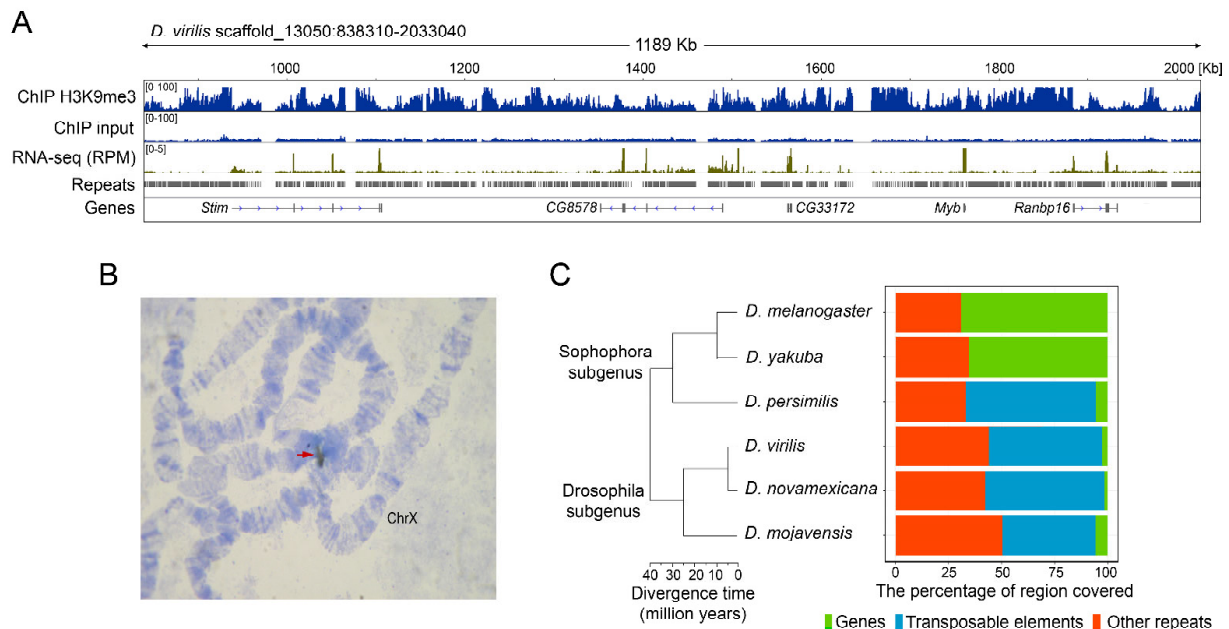 A
D. virilis scaffold_13050:838310-2033040
1189 Kb
1000 1200 1400 1600 1800 2000 [Kb]
ChIP H3K9me3 [0 100]
ChIP input [0-100]
RNA-seq (RPM) [0-5]
Repeats
Genes Stim CG8578 CG33172 Myb Ranbp16
B
ChrX
C
Sophophora subgenus
Drosophila subgenus
D. melanogaster
D. yakuba
D. persimilis
D. virilis
D. novamexicana
D. mojavensis
40 30 20 10 0
Divergence time
(million years)
0 25 50 75 100
The percentage of region covered
Genes Transposable elements Other repeats